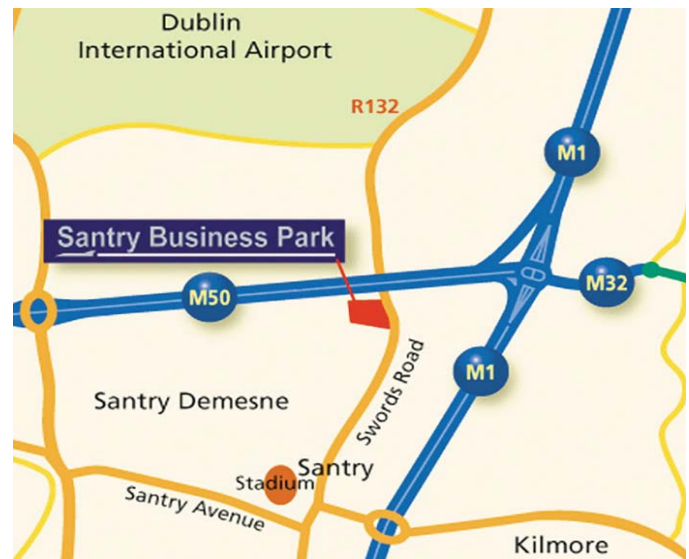 Dublin
International Airport
R132
M1
Santry Business Park
M50
M32
M1
Swords Road
Santry Demesne
Santry
Stadium
Santry Avenue
Kilmore